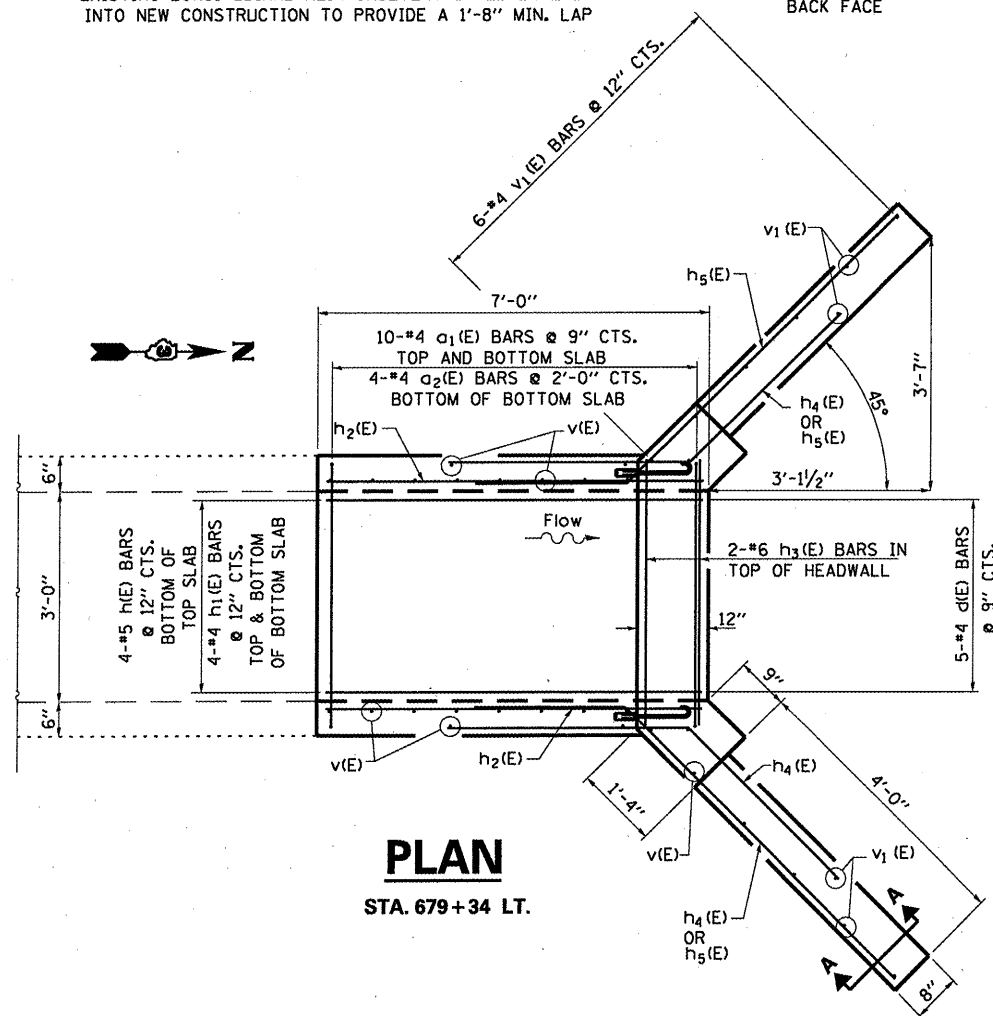 INTO NEW CONSTRUCTION TO PROVIDE A 1'-8" MIN. LAP
BACK FACE
6-#4 v1(E) BARS @ 12" CTS.
v1(E)
h5(E)
7'-0"
10-#4 a1(E) BARS @ 9" CTS.
TOP AND BOTTOM SLAB
4-#4 a2(E) BARS @ 2'-0" CTS.
BOTTOM OF BOTTOM SLAB
N
3'-7"
45°
h4(E)
OR
h5(E)
h2(E)
v(E)
6"
3'-1½"
Flow
2-#6 h3(E) BARS IN
TOP OF HEADWALL
3'-0"
4-#5 h(E) BARS
@ 12" CTS.
BOTTOM OF
TOP SLAB
4-#4 h1(E) BARS
@ 12" CTS.
TOP & BOTTOM
OF BOTTOM SLAB
12"
5-#4 d(E) BARS
@ 9" CTS.
6"
9"
v(E)
h2(E)
h4(E)
4'-0"
1'-4"
v(E)
v1(E)
PLAN
STA. 679+34 LT.
h4(E)
OR
h5(E)
A
A
8"